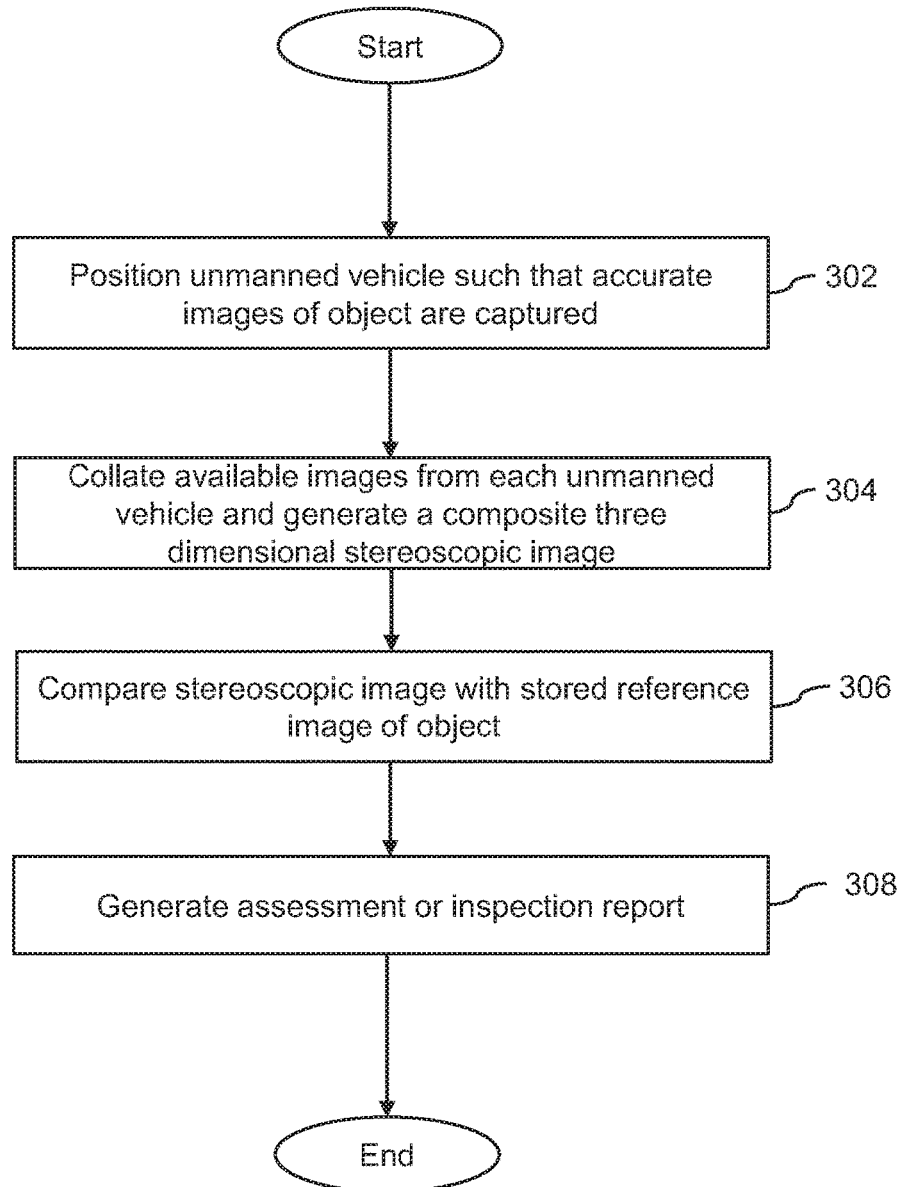 Start
Position unmanned vehicle such that accurate
images of object are captured
302
Collate available images from each unmanned
vehicle and generate a composite three
dimensional stereoscopic image
304
Compare stereoscopic image with stored reference
image of object
306
Generate assessment or inspection report
308
End